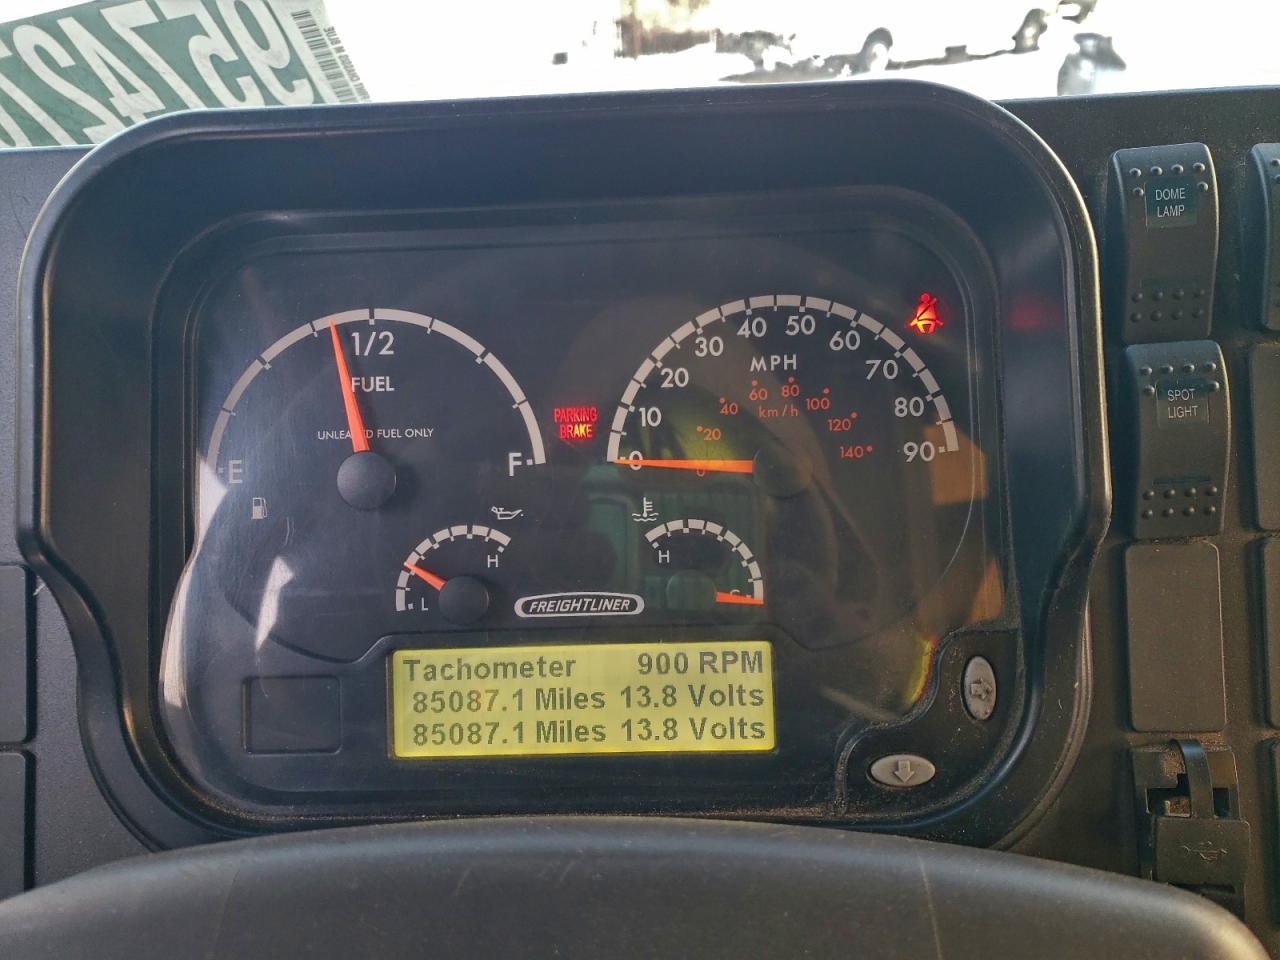 95742
DOME
LAMP
SPOT
LIGHT
1/2
FUEL
FUEL ONLY
E
F
PARKING
BRAKE
0
10
20
30
40
50
60
70
80
90
MPH
20
40
60
80
100
120
140
km/h
L
H
H
FREIGHTLINER
Tachometer 900 RPM
85087.1 Miles 13.8 Volts
85087.1 Miles 13.8 Volts